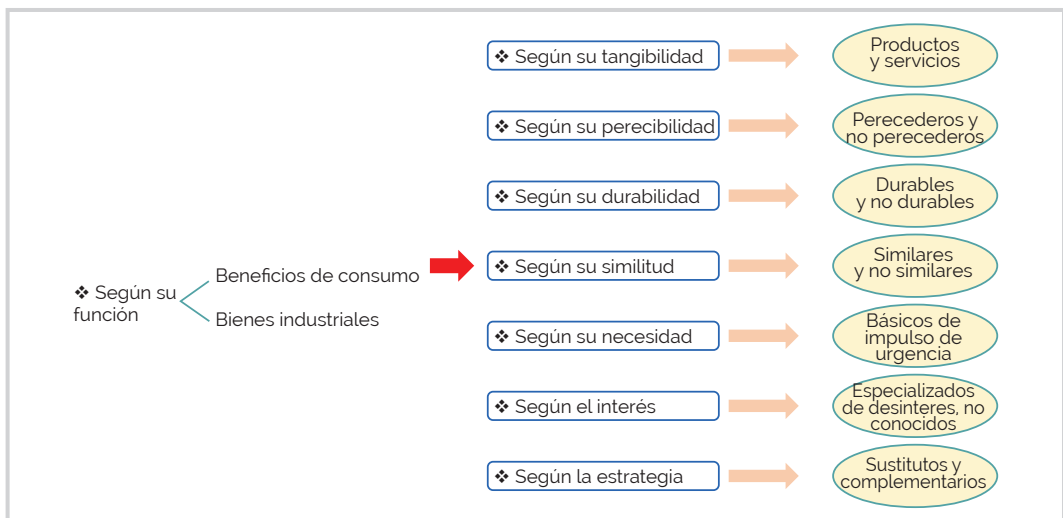 ❖ Según su
función
Beneficios de consumo
Bienes industriales
❖ Según su tangibilidad
Productos
y servicios
❖ Según su perecibilidad
Perecederos y
no perecederos
❖ Según su durabilidad
Durables
y no durables
❖ Según su similitud
Similares
y no similares
❖ Según su necesidad
Básicos de
impulso de
urgencia
❖ Según el interés
Especializados
de desinteres, no
conocidos
❖ Según la estrategia
Sustitutos y
complementarios